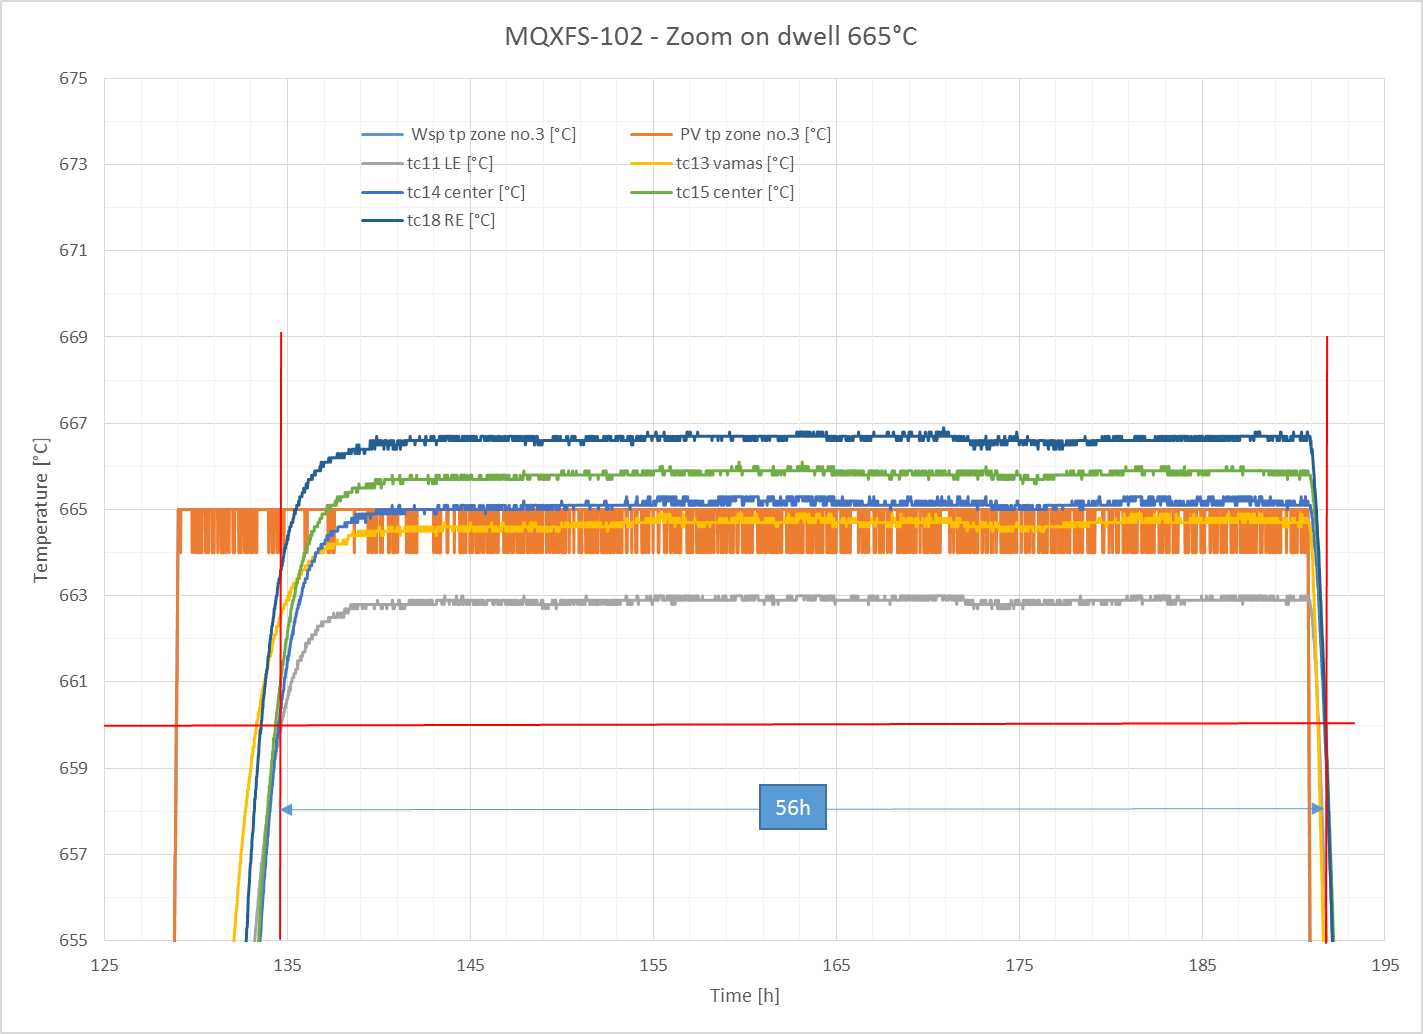 MQXFS-102 - Zoom on dwell 665°C
675
673
671
669
667
665
663
661
659
657
655
Temperature [°C]
Wsp tp zone no.3 [°C]
PV tp zone no.3 [°C]
tc11 LE [°C]
tc13 vamas [°C]
tc14 center [°C]
tc15 center [°C]
tc18 RE [°C]
56h
125
135
145
155
165
175
185
195
Time [h]